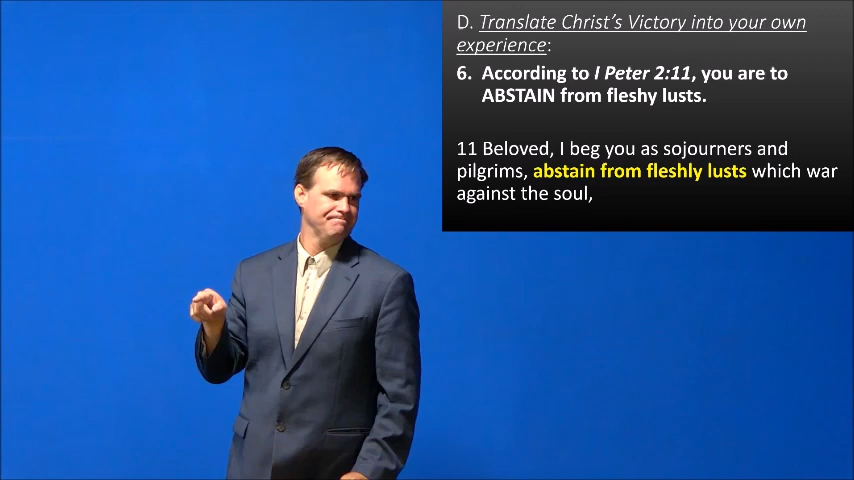 D. Translate Christ's Victory into your own
experience:
6. According to I Peter 2:11, you are to
ABSTAIN from fleshy lusts.
11 Beloved, I beg you as sojourners and
pilgrims, abstain from fleshly lusts which war
against the soul,